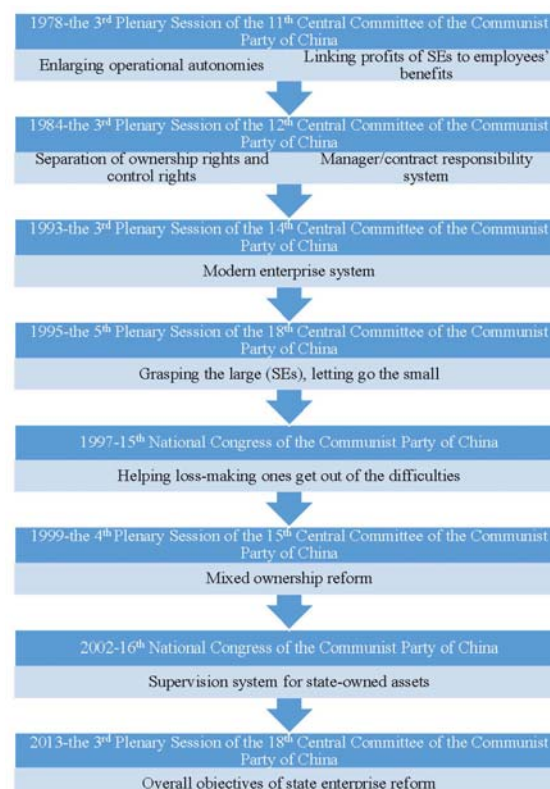 1978-the 3rd Plenary Session of the 11th Central Committee of the Communist
Party of China
Enlarging operational autonomies
Linking profits of SEs to employees'
benefits
1984-the 3rd Plenary Session of the 12th Central Committee of the Communist
Party of China
Separation of ownership rights and
control rights
Manager/contract responsibility
system
1993-the 3rd Plenary Session of the 14th Central Committee of the Communist
Party of China
Modern enterprise system
1995-the 5th Plenary Session of the 18th Central Committee of the Communist
Party of China
Grasping the large (SEs), letting go the small
1997-15th National Congress of the Communist Party of China
Helping loss-making ones get out of the difficulties
1999-the 4th Plenary Session of the 15th Central Committee of the Communist
Party of China
Mixed ownership reform
2002-16th National Congress of the Communist Party of China
Supervision system for state-owned assets
2013-the 3rd Plenary Session of the 18th Central Committee of the Communist
Party of China
Overall objectives of state enterprise reform